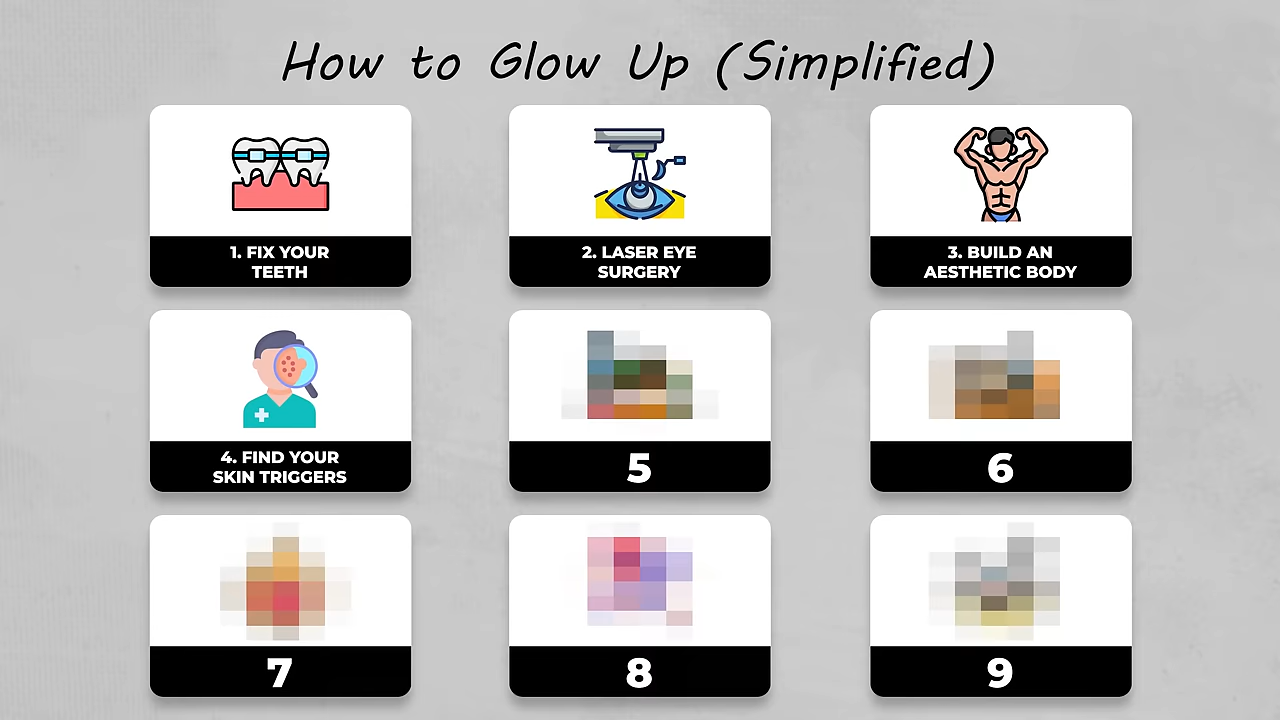 How to Glow Up (Simplified)
1. FIX YOUR
TEETH
2. LASER EYE
SURGERY
3. BUILD AN
AESTHETIC BODY
4. FIND YOUR
SKIN TRIGGERS
5
6
7
8
9